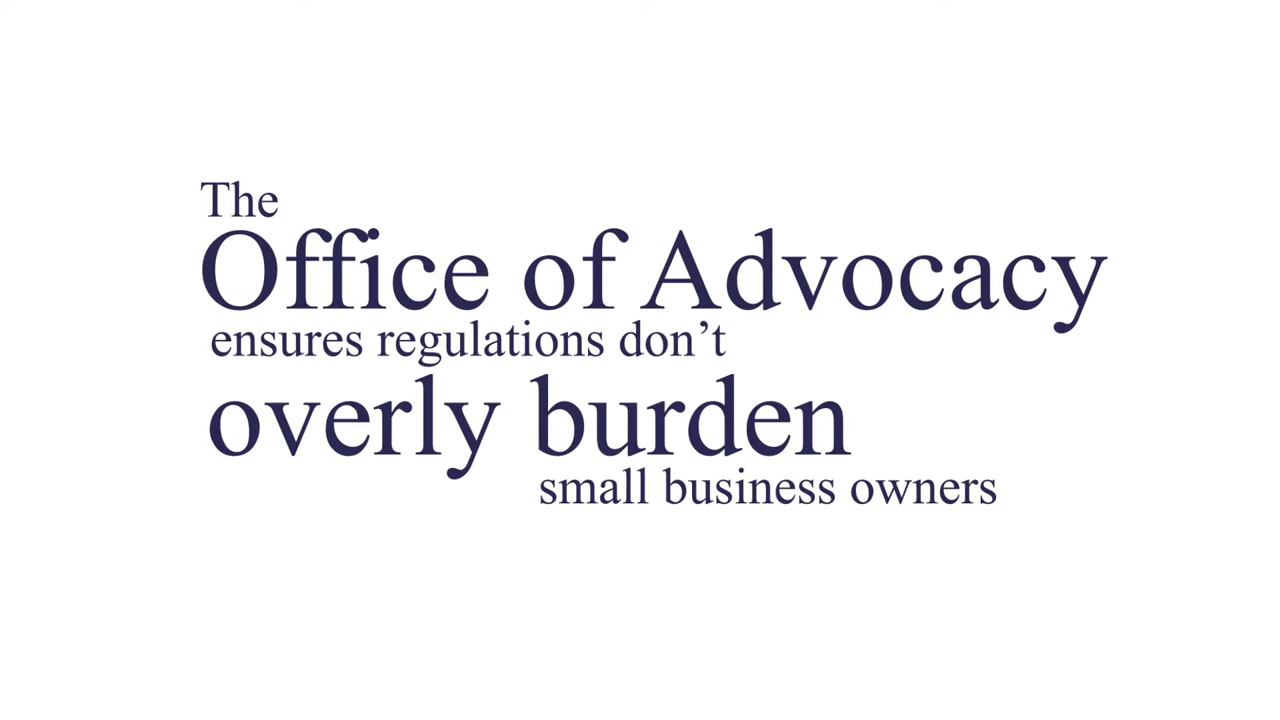 The
Office of Advocacy
ensures regulations don’t
overly burden
small business owners